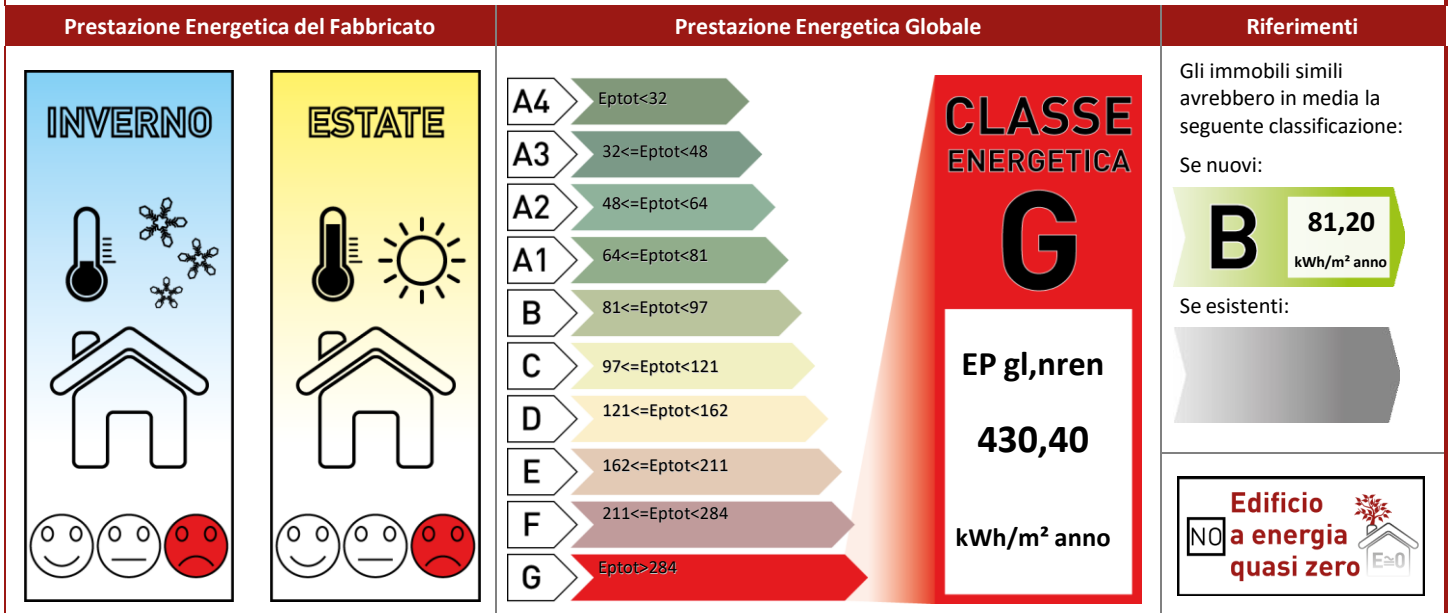 Prestazione Energetica del Fabbricato
Prestazione Energetica Globale
Riferimenti
INVERNO
ESTATE
A4 Eptot<32
A3 32<=Eptot<48
A2 48<=Eptot<64
A1 64<=Eptot<81
B 81<=Eptot<97
C 97<=Eptot<121
D 121<=Eptot<162
E 162<=Eptot<211
F 211<=Eptot<284
G Eptot>284
CLASSE
ENERGETICA
G
EP gl,nren
430,40
kWh/m² anno
Gli immobili simili
avrebbero in media la
seguente classificazione:
Se nuovi:
B 81,20
kWh/m² anno
Se esistenti:
Edificio
NO a energia
quasi zero E≅0